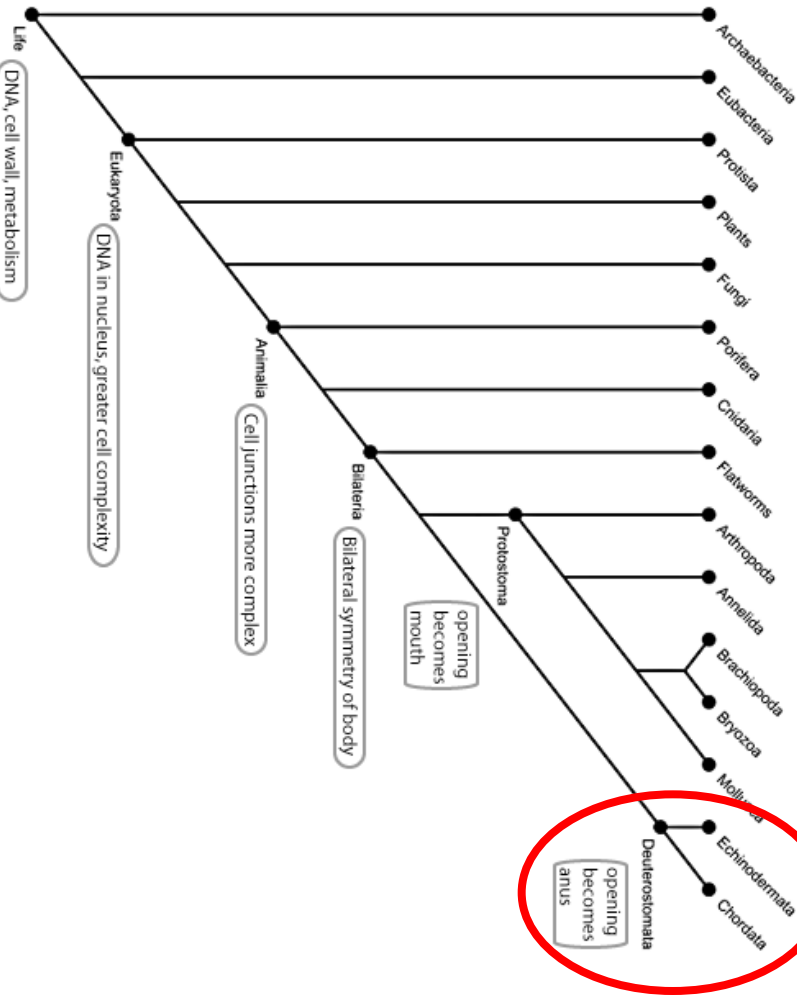 Archaebacteria
Eubacteria
Protista
Plants
Fungi
Porifera
Cnidaria
Flatworms
Arthropoda
Annelida
Brachiopoda
Bryozoa
Mollusca
Echinodermata
Chordata
Life
DNA, cell wall, metabolism
Eukaryota
DNA in nucleus, greater cell complexity
Animalia
Cell junctions more complex
Bilateria
Bilateral symmetry of body
Protostoma
opening
becomes
mouth
Deuterostomata
opening
becomes
anus